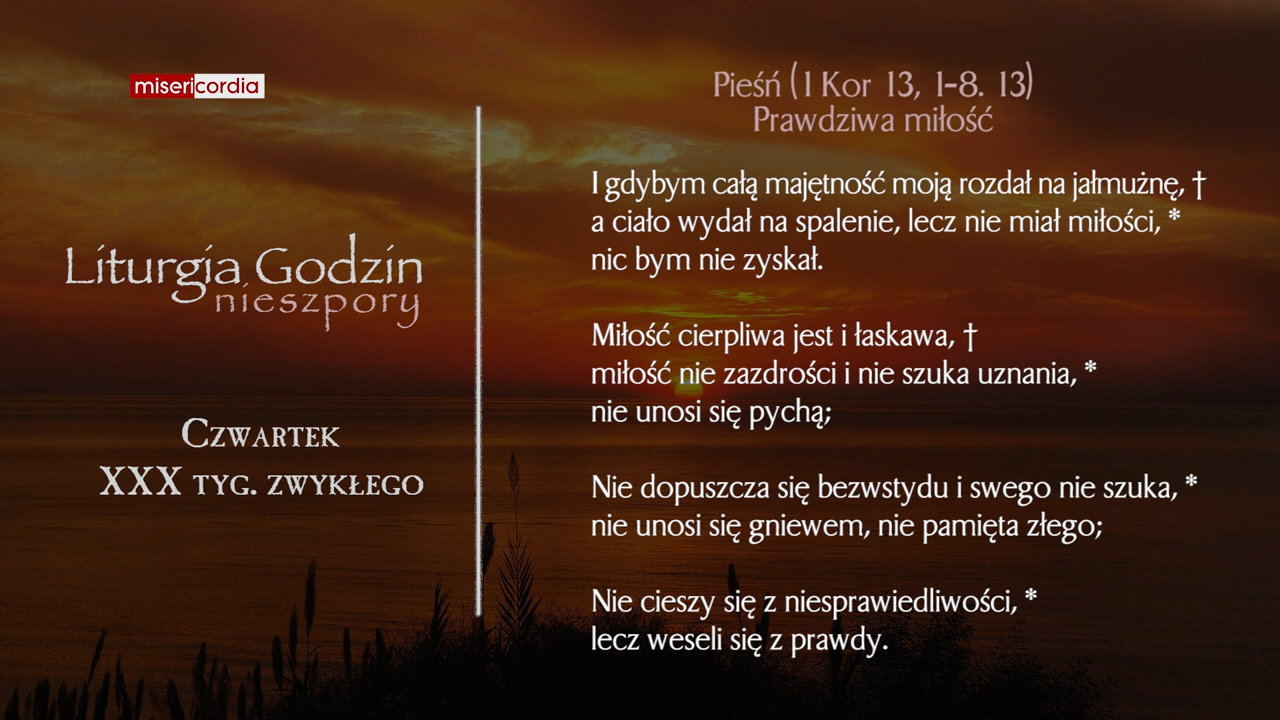 misericordia
Liturgia Godzin
nieszpory
Czwartek
XXX tyg. zwykłego
Pieśń (1 Kor 13, 1-8. 13)
Prawdziwa miłość
I gdybym całą majętność moją rozdał na jałmużnę, †
a ciało wydał na spalenie, lecz nie miał miłości, *
nic bym nie zyskał.
Miłość cierpliwa jest i łaskawa, †
miłość nie zazdrości i nie szuka uznania, *
nie unosi się pychą;
Nie dopuszcza się bezwstydu i swego nie szuka, *
nie unosi się gniewem, nie pamięta złego;
Nie cieszy się z niesprawiedliwości, *
lecz weseli się z prawdy.